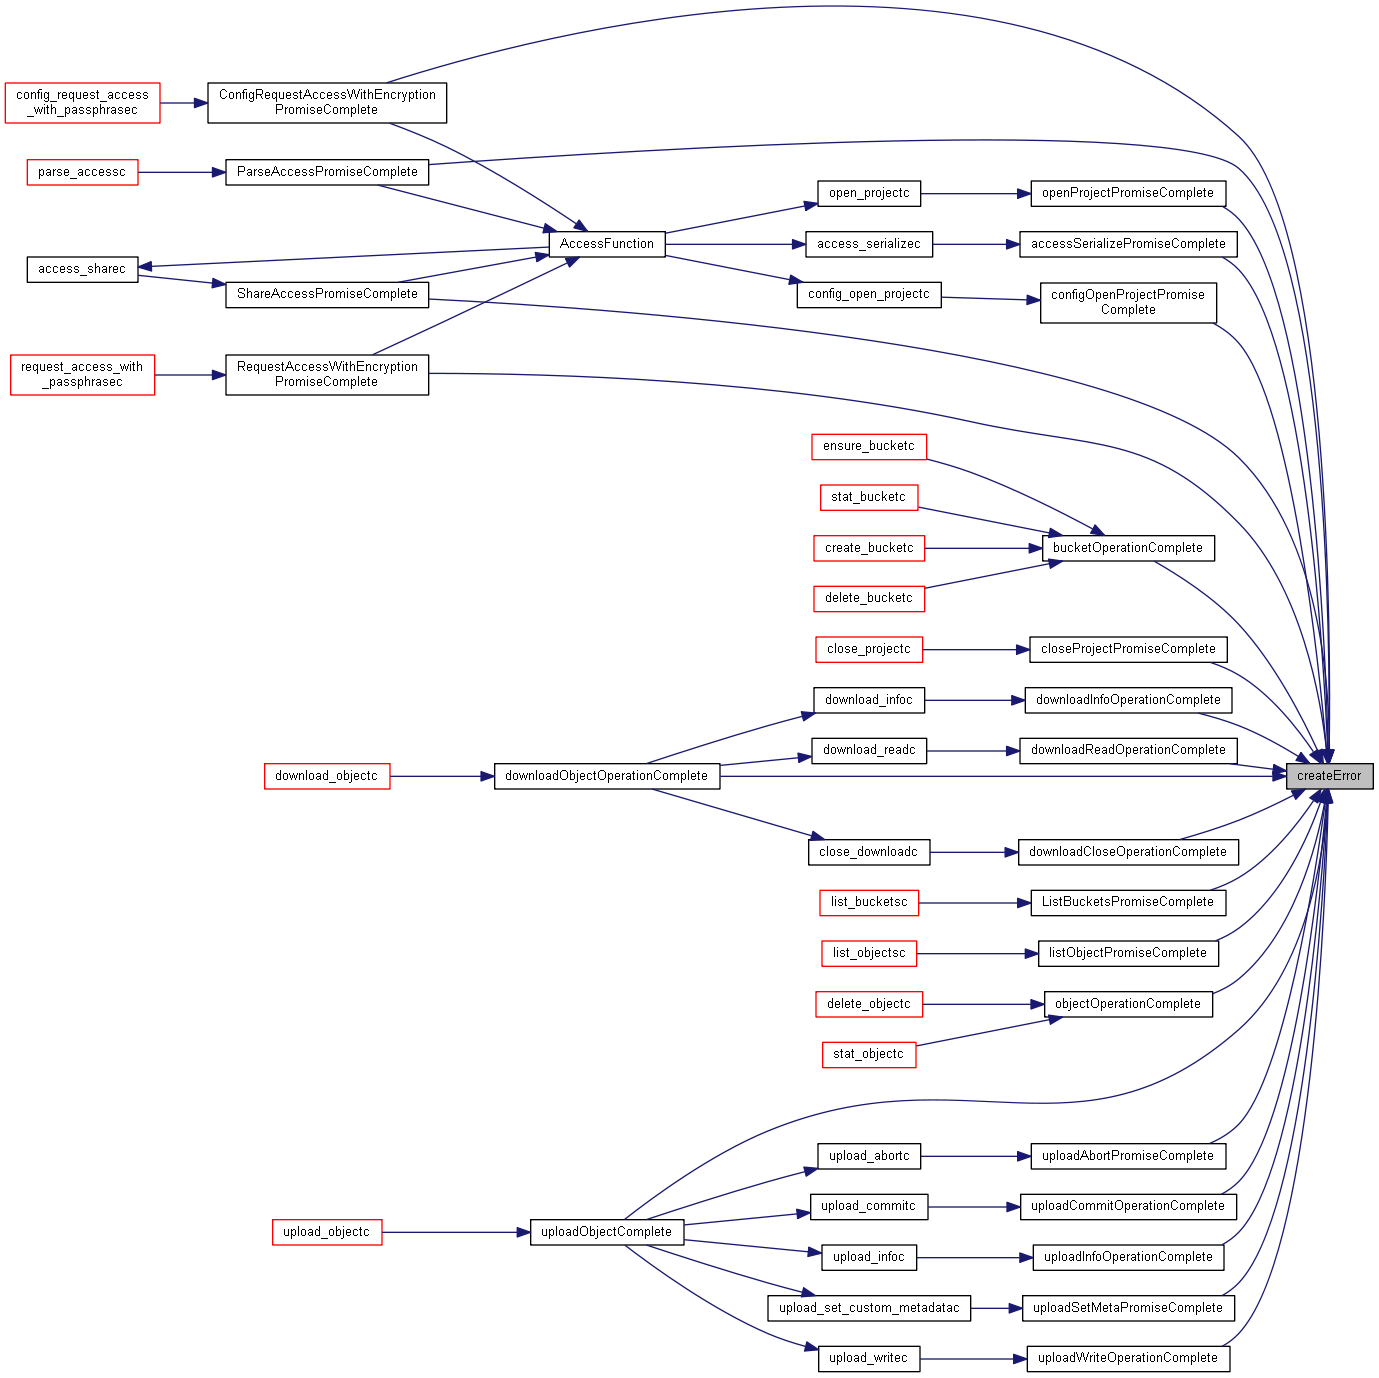 config_request_access
_with_passphrasec
ConfigRequestAccessWithEncryption
PromiseComplete
parse_accessc
ParseAccessPromiseComplete
open_projectc
openProjectPromiseComplete
AccessFunction
access_serializec
accessSerializePromiseComplete
access_sharec
ShareAccessPromiseComplete
config_open_projectc
configOpenProjectPromise
Complete
request_access_with
_passphrasec
RequestAccessWithEncryption
PromiseComplete
ensure_bucketc
stat_bucketc
create_bucketc
bucketOperationComplete
delete_bucketc
close_projectc
closeProjectPromiseComplete
download_infoc
downloadInfoOperationComplete
download_readc
downloadReadOperationComplete
download_objectc
downloadObjectOperationComplete
createError
close_downloadc
downloadCloseOperationComplete
list_bucketsc
ListBucketsPromiseComplete
list_objectsc
listObjectPromiseComplete
delete_objectc
objectOperationComplete
stat_objectc
upload_abortc
uploadAbortPromiseComplete
upload_commitc
uploadCommitOperationComplete
upload_objectc
uploadObjectComplete
upload_infoc
uploadInfoOperationComplete
upload_set_custom_metadatac
uploadSetMetaPromiseComplete
upload_writec
uploadWriteOperationComplete